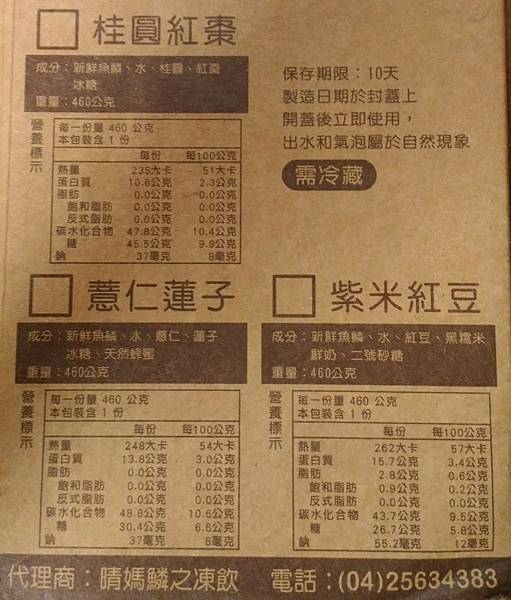 桂圓紅棗
成分：新鮮魚鱗、水、桂圓、紅棗
冰糖
重量：460公克
營養標示
每一份量 460 公克
本包裝含 1 份
每份 每100公克
熱量 235大卡 51大卡
蛋白質 10.6公克 2.3公克
脂肪 0.0公克 0.0公克
飽和脂肪 0.0公克 0.0公克
反式脂肪 0.0公克 0.0公克
碳水化合物 47.8公克 10.4公克
糖 45.5公克 9.9公克
鈉 37毫克 8毫克
保存期限：10天
製造日期於封蓋上
開蓋後立即使用，
出水和氣泡屬於自然現象
需冷藏
薏仁蓮子
成分：新鮮魚鱗、水、薏仁、蓮子
冰糖、天然蜂蜜
重量：460公克
營養標示
每一份量 460 公克
本包裝含 1 份
每份 每100公克
熱量 248大卡 54大卡
蛋白質 13.8公克 3.0公克
脂肪 0.0公克 0.0公克
飽和脂肪 0.0公克 0.0公克
反式脂肪 0.0公克 0.0公克
碳水化合物 48.8公克 10.6公克
糖 30.4公克 6.6公克
鈉 37毫克 8毫克
紫米紅豆
成分：新鮮魚鱗、水、紅豆、黑糯米
鮮奶、二號砂糖
重量：460公克
營養標示
每一份量 460 公克
本包裝含 1 份
每份 每100公克
熱量 262大卡 57大卡
蛋白質 15.7公克 3.4公克
脂肪 2.8公克 0.6公克
飽和脂肪 0.9公克 0.2公克
反式脂肪 0.0公克 0.0公克
碳水化合物 43.7公克 9.5公克
糖 26.7公克 5.8公克
鈉 55.2毫克 12毫克
代理商：晴媽鱗之凍飲 電話：(04)25634383